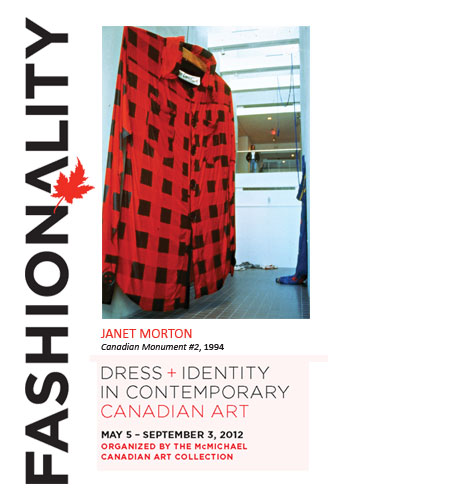 FASHIONALITY
JANET MORTON
Canadian Monument #2, 1994
DRESS + IDENTITY
IN CONTEMPORARY
CANADIAN ART
MAY 5 – SEPTEMBER 3, 2012
ORGANIZED BY THE McMICHAEL
CANADIAN ART COLLECTION